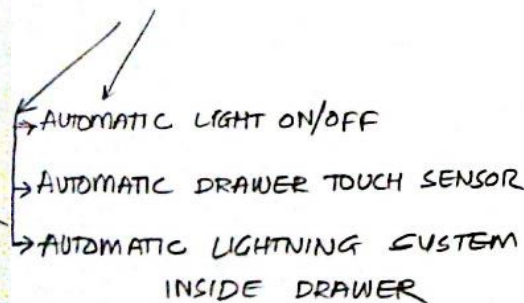 AUTOMATIC LIGHT ON/OFF
AUTOMATIC DRAWER TOUCH SENSOR
AUTOMATIC LIGHTNING SYSTEM
INSIDE DRAWER